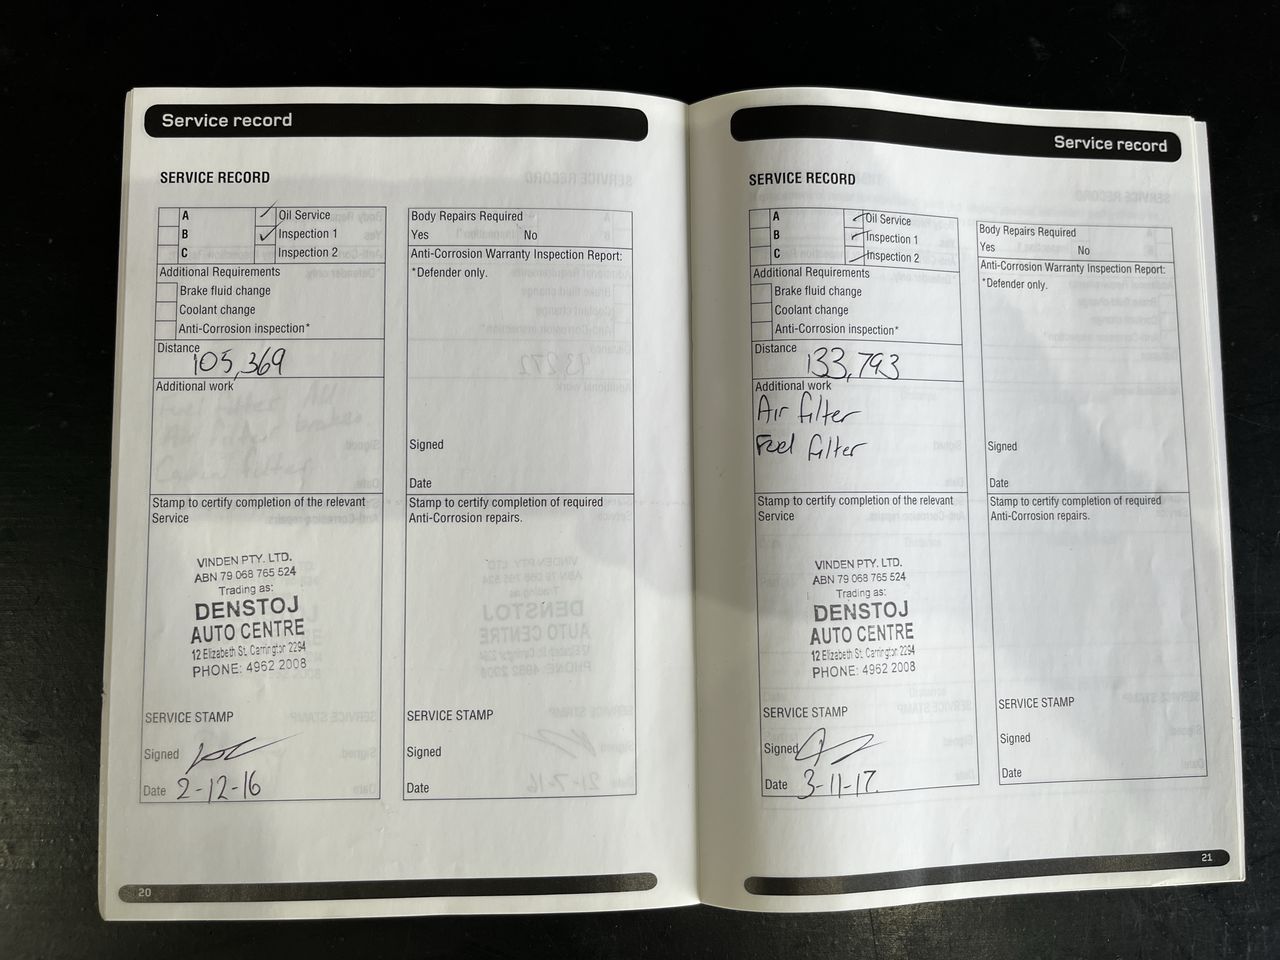 Service record
SERVICE RECORD
A Oil Service
B Inspection 1
C Inspection 2
Additional Requirements
Brake fluid change
Coolant change
Anti-Corrosion inspection*
Distance
105,369
Additional work
Stamp to certify completion of the relevant
Service
VINDEN PTY. LTD.
ABN 79 068 765 524
Trading as:
DENSTOJ
AUTO CENTRE
12 Elizabeth St. Carrington 2294
PHONE: 4962 2008
SERVICE STAMP
Signed
Date 2-12-16
Body Repairs Required
Yes No
Anti-Corrosion Warranty Inspection Report:
*Defender only.
Signed
Date
Stamp to certify completion of required
Anti-Corrosion repairs.
SERVICE STAMP
Signed
Date
20
Service record
SERVICE RECORD
A Oil Service
B Inspection 1
C Inspection 2
Additional Requirements
Brake fluid change
Coolant change
Anti-Corrosion inspection*
Distance
133,793
Additional work
Air filter
Fuel filter
Stamp to certify completion of the relevant
Service
VINDEN PTY. LTD.
ABN 79 068 765 524
Trading as:
DENSTOJ
AUTO CENTRE
12 Elizabeth St. Carrington 2294
PHONE: 4962 2008
SERVICE STAMP
Signed
Date 3-11-17.
Body Repairs Required
Yes No
Anti-Corrosion Warranty Inspection Report:
*Defender only.
Signed
Date
Stamp to certify completion of required
Anti-Corrosion repairs.
SERVICE STAMP
Signed
Date
21